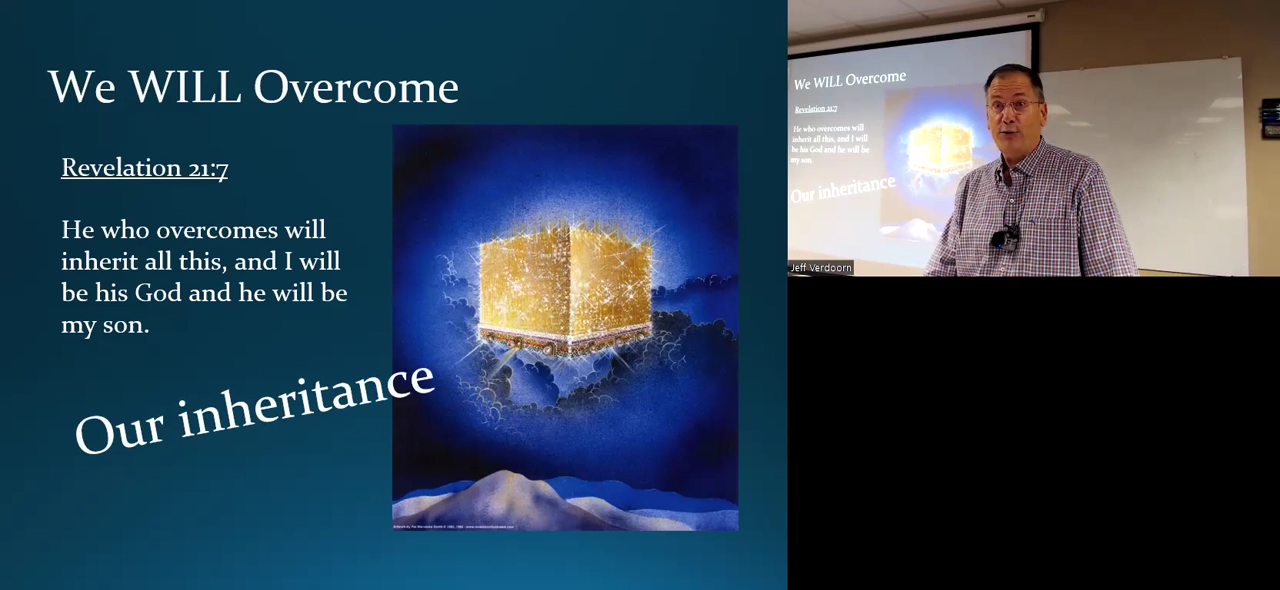 We WILL Overcome
Revelation 21:7
He who overcomes will
inherit all this, and I will
be his God and he will be
my son.
Our inheritance
We WILL Overcome
Revelation 21:7
He who overcomes will
inherit all this, and I will
be his God and he will be
my son.
Our inheritance
Jeff Verdoorn